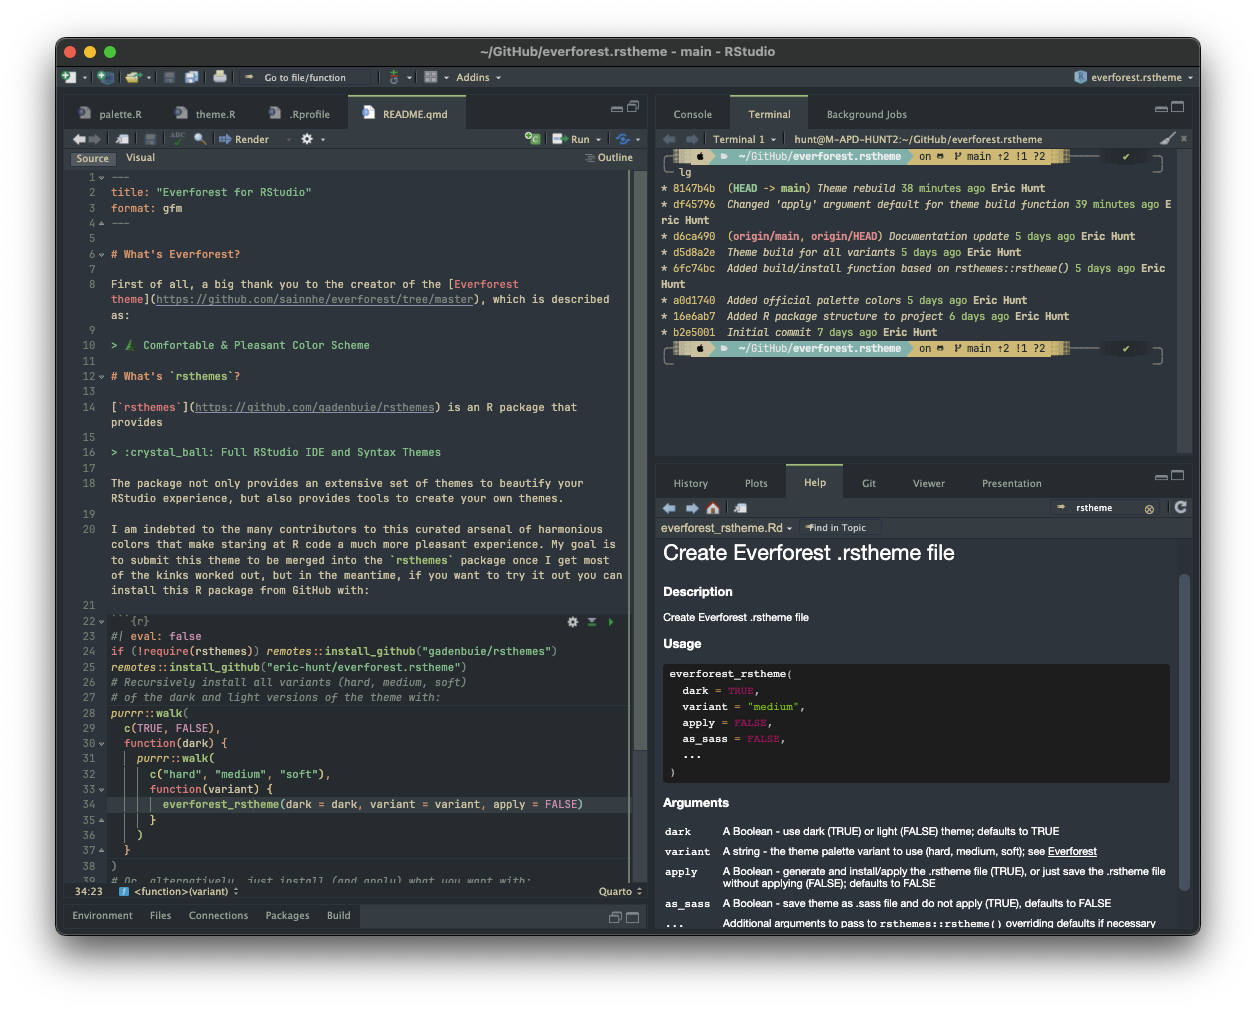 ~/GitHub/everforest.rstheme - main - RStudio
Go to file/function
Addins
everforest.rstheme
palette.R
theme.R
.Rprofile
README.qmd
ABC
Render
Run
Source
Visual
Outline
1 ---
2 title: "Everforest for RStudio"
3 format: gfm
4 ---
5
6 # What's Everforest?
7
8 First of all, a big thank you to the creator of the [Everforest
theme](https://github.com/sainnhe/everforest/tree/master), which is described
as:
9
10 > 🌲 Comfortable & Pleasant Color Scheme
11
12 # What's `rsthemes`?
13
14 [`rsthemes`](https://github.com/gadenbuie/rsthemes) is an R package that
provides
15
16 > :crystal_ball: Full RStudio IDE and Syntax Themes
17
18 The package not only provides an extensive set of themes to beautify your
RStudio experience, but also provides tools to create your own themes.
19
20 I am indebted to the many contributors to this curated arsenal of harmonious
colors that make staring at R code a much more pleasant experience. My goal is
to submit this theme to be merged into the `rsthemes` package once I get most
of the kinks worked out, but in the meantime, if you want to try it out you can
install this R package from GitHub with:
21
22 ```{r}
23 #| eval: false
24 if (!require(rsthemes)) remotes::install_github("gadenbuie/rsthemes")
25 remotes::install_github("eric-hunt/everforest.rstheme")
26 # Recursively install all variants (hard, medium, soft)
27 # of the dark and light versions of the theme with:
28 purrr::walk(
29 c(TRUE, FALSE),
30 function(dark) {
31 purrr::walk(
32 c("hard", "medium", "soft"),
33 function(variant) {
34 everforest_rstheme(dark = dark, variant = variant, apply = FALSE)
35 }
36 )
37 }
38 )
39 # Or, alternatively, just install (and apply) what you want with:
34:23
<function>(variant)
Quarto
Environment
Files
Connections
Packages
Build
Console
Terminal
Background Jobs
Terminal 1
hunt@M-APD-HUNT2:~/GitHub/everforest.rstheme
~/GitHub/everforest.rstheme on main ↑2 !1 ?2 ✔
lg
* 8147b4b (HEAD -> main) Theme rebuild 38 minutes ago Eric Hunt
* df45796 Changed 'apply' argument default for theme build function 39 minutes ago E
ric Hunt
* d6ca490 (origin/main, origin/HEAD) Documentation update 5 days ago Eric Hunt
* d5d8a2e Theme build for all variants 5 days ago Eric Hunt
* 6fc74bc Added build/install function based on rsthemes::rstheme() 5 days ago Eric
Hunt
* a0d1740 Added official palette colors 5 days ago Eric Hunt
* 16e6ab7 Added R package structure to project 6 days ago Eric Hunt
* b2e5001 Initial commit 7 days ago Eric Hunt
~/GitHub/everforest.rstheme on main ↑2 !1 ?2 ✔
History
Plots
Help
Git
Viewer
Presentation
rstheme
everforest_rstheme.Rd
Find in Topic
Create Everforest .rstheme file
Description
Create Everforest .rstheme file
Usage
everforest_rstheme(
dark = TRUE,
variant = "medium",
apply = FALSE,
as_sass = FALSE,
...
)
Arguments
dark A Boolean - use dark (TRUE) or light (FALSE) theme; defaults to TRUE
variant A string - the theme palette variant to use (hard, medium, soft); see Everforest
apply A Boolean - generate and install/apply the .rstheme file (TRUE), or just save the .rstheme file
without applying (FALSE); defaults to FALSE
as_sass A Boolean - save theme as .sass file and do not apply (TRUE), defaults to FALSE
... Additional arguments to pass to rsthemes::rstheme() overriding defaults if necessary